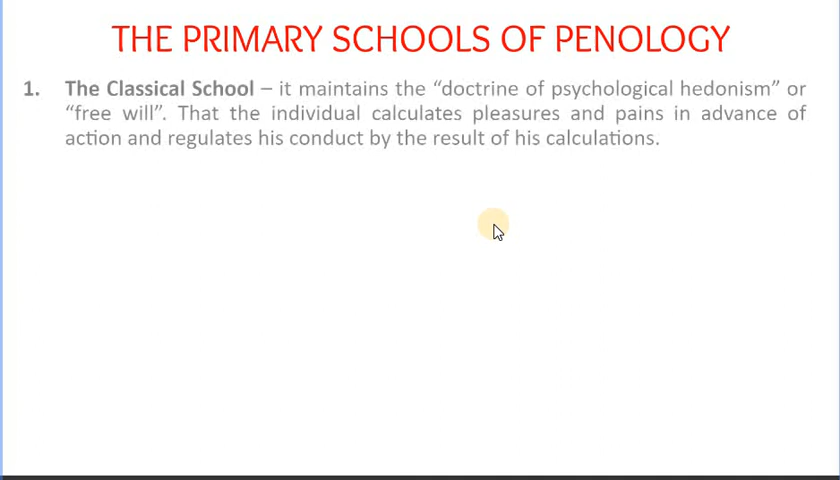 THE PRIMARY SCHOOLS OF PENOLOGY
1. The Classical School – it maintains the “doctrine of psychological hedonism” or
“free will”. That the individual calculates pleasures and pains in advance of
action and regulates his conduct by the result of his calculations.